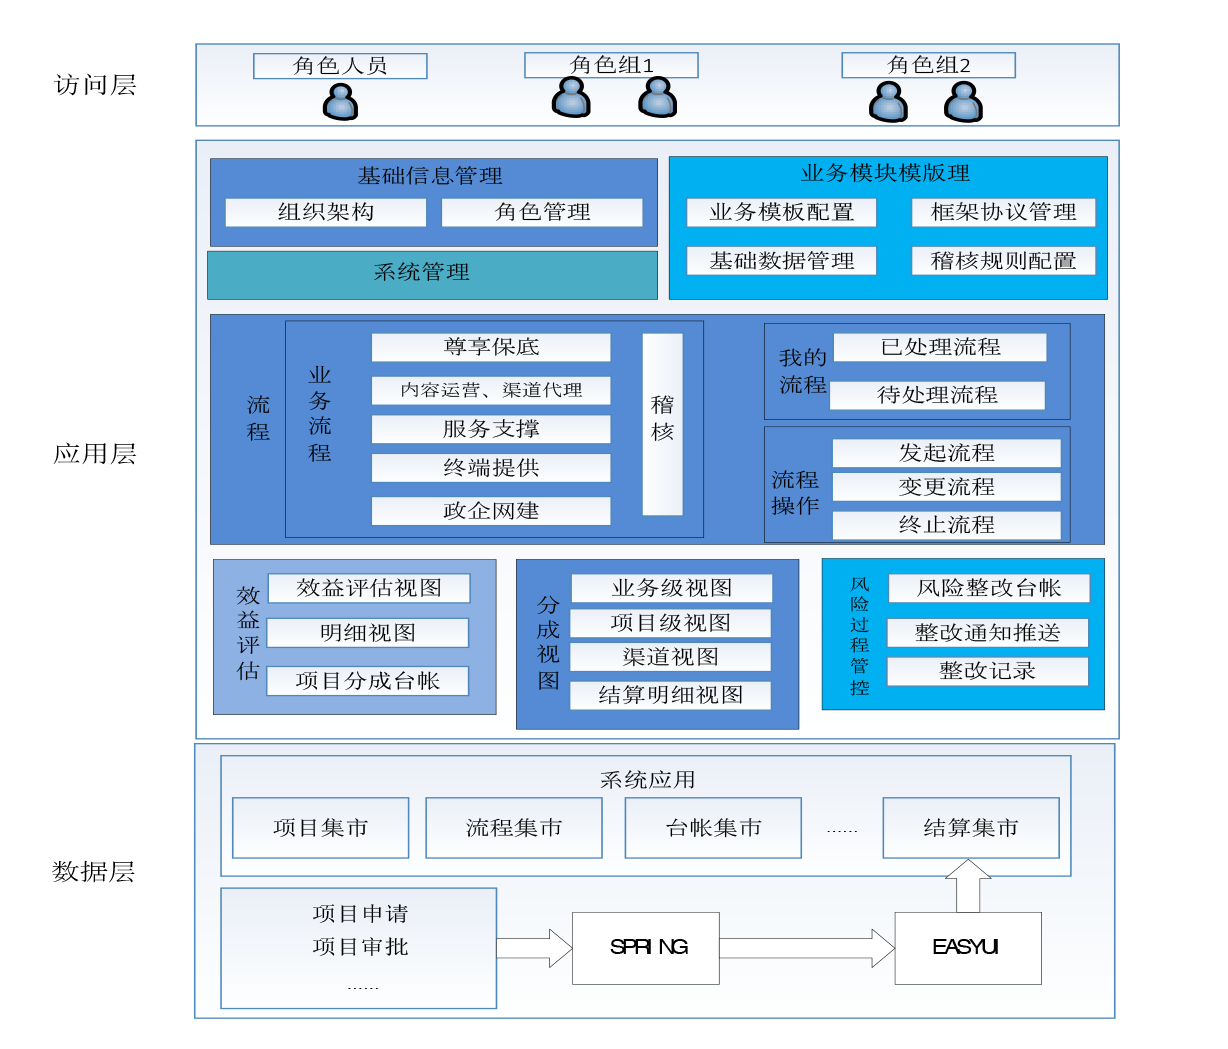 访问层
角色人员
角色组1
角色组2
应用层
基础信息管理
组织架构
角色管理
系统管理
业务模块模版理
业务模板配置
框架协议管理
基础数据管理
稽核规则配置
流程
业务流程
尊享保底
内容运营、渠道代理
服务支撑
终端提供
政企网建
稽核
我的流程
已处理流程
待处理流程
流程操作
发起流程
变更流程
终止流程
效益评估
效益评估视图
明细视图
项目分成台帐
分成视图
业务级视图
项目级视图
渠道视图
结算明细视图
风险过程管控
风险整改台帐
整改通知推送
整改记录
数据层
系统应用
项目集市
流程集市
台帐集市
......
结算集市
项目申请
项目审批
......
SPRING
EASYUI